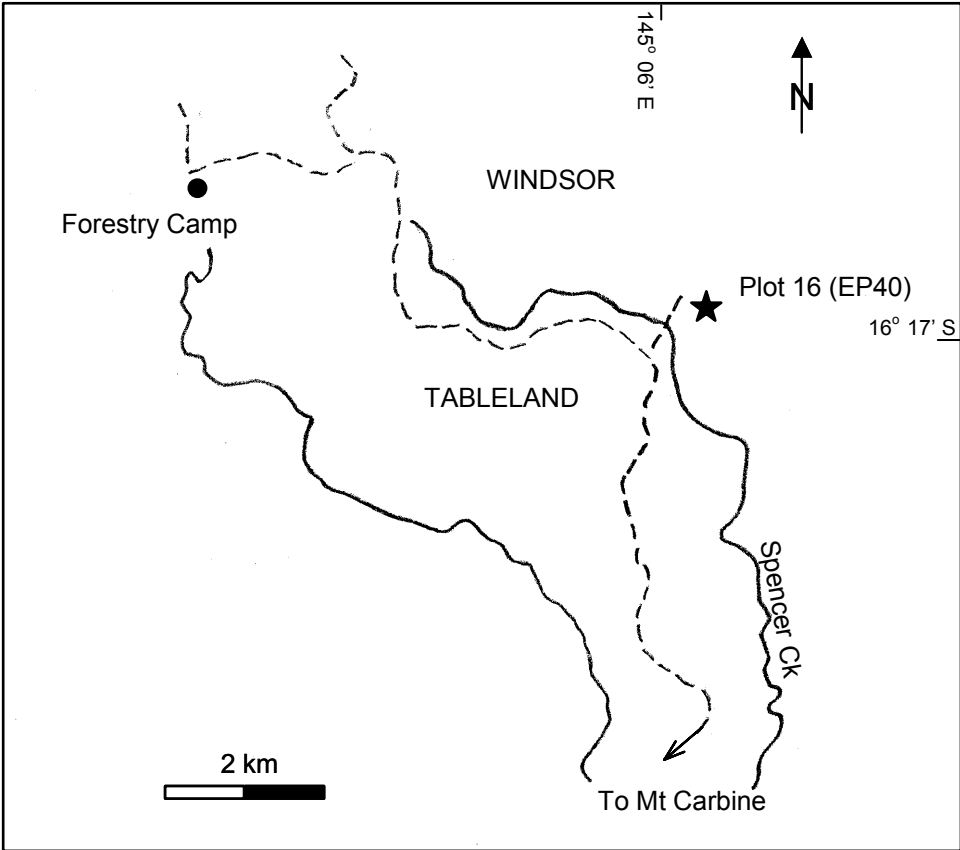 145° 06' E
N
WINDSOR
Forestry Camp
Plot 16 (EP40)
16° 17' S
TABLELAND
Spencer Ck
2 km
To Mt Carbine